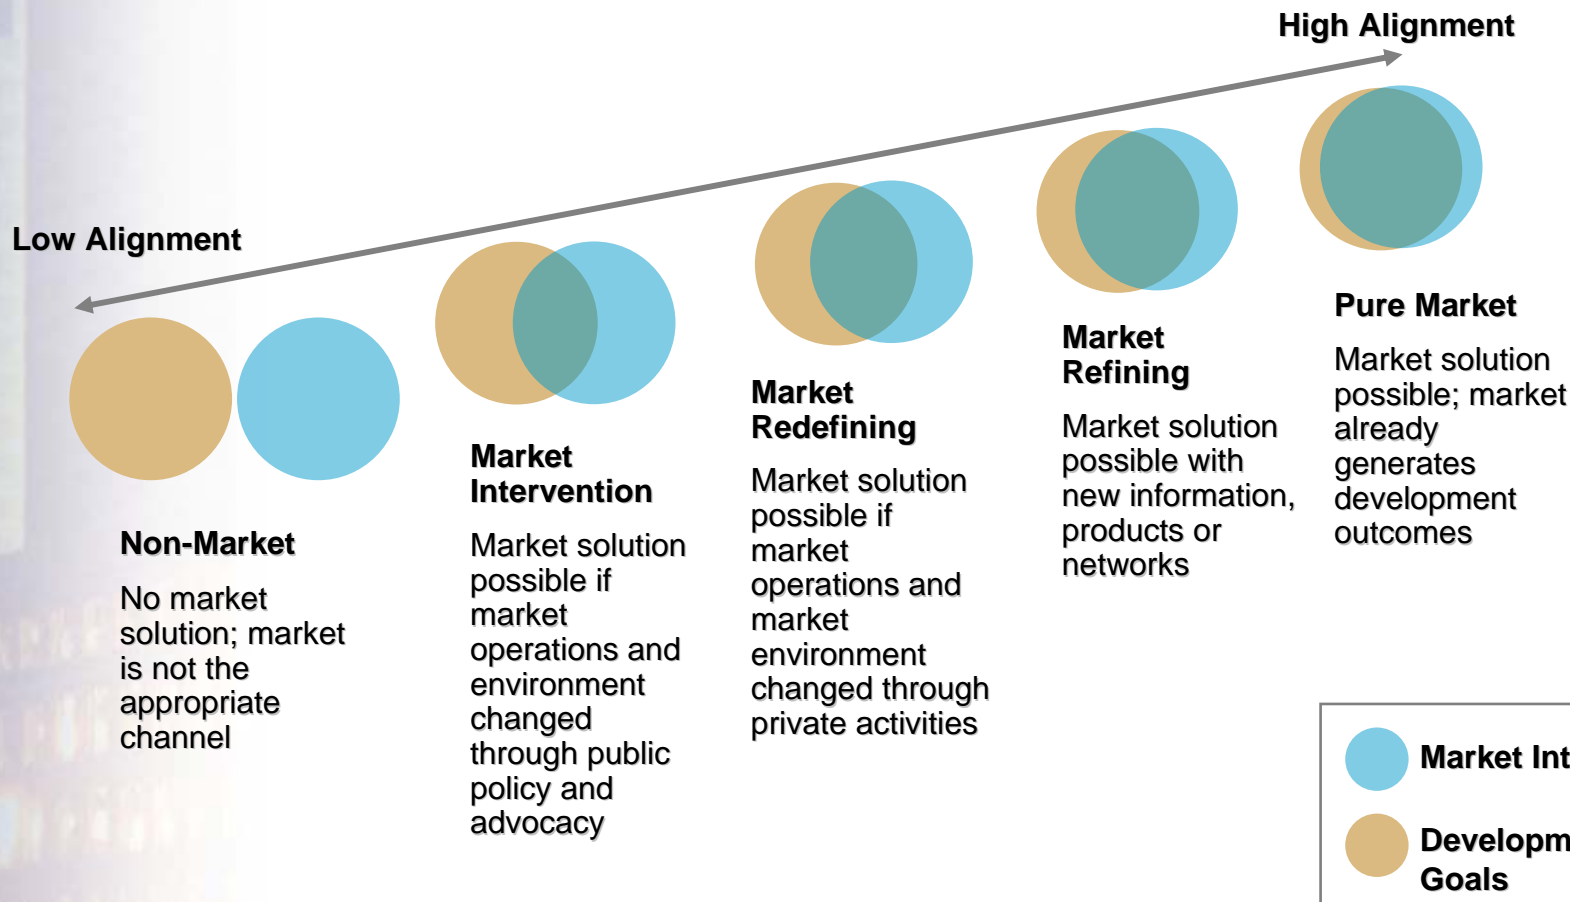 High Alignment
Low Alignment
Non-Market
No market
solution; market
is not the
appropriate
channel
Market
Intervention
Market solution
possible if
market
operations and
environment
changed
through public
policy and
advocacy
Market
Redefining
Market solution
possible if
market
operations and
market
environment
changed through
private activities
Market
Refining
Market solution
possible with
new information,
products or
networks
Pure Market
Market solution
possible; market
already
generates
development
outcomes
Market Int
Developm
Goals